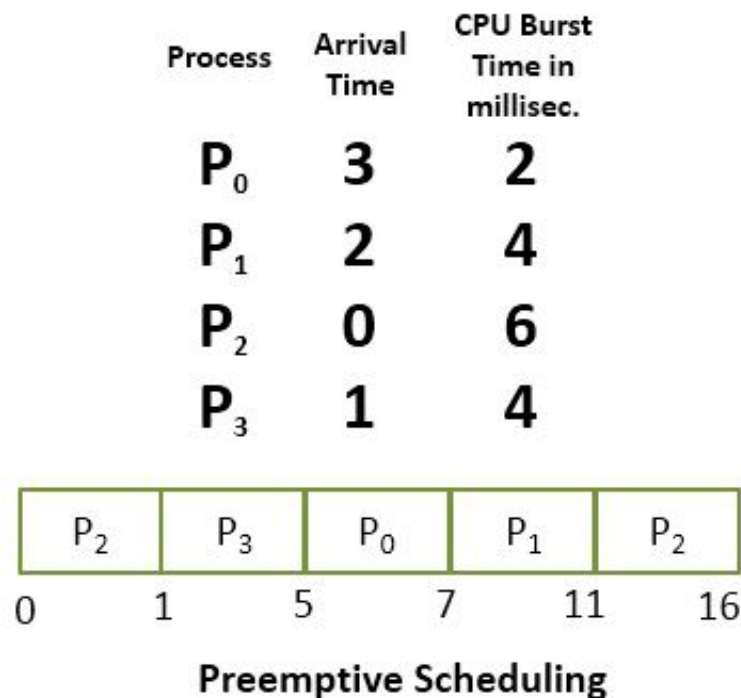 Process Arrival Time CPU Burst Time in millisec.
P₀ 3 2
P₁ 2 4
P₂ 0 6
P₃ 1 4
P₂ P₃ P₀ P₁ P₂
0 1 5 7 11 16
Preemptive Scheduling